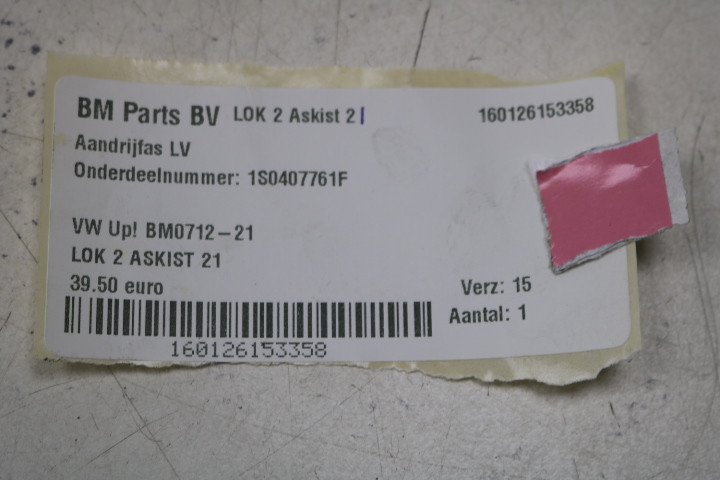 BM Parts BV LOK 2 Askist 21 160126153358
Aandrijfas LV
Onderdeelnummer: 1S0407761F
VW Up! BM0712-21
LOK 2 ASKIST 21
39.50 euro Verz: 15
Aantal: 1
160126153358